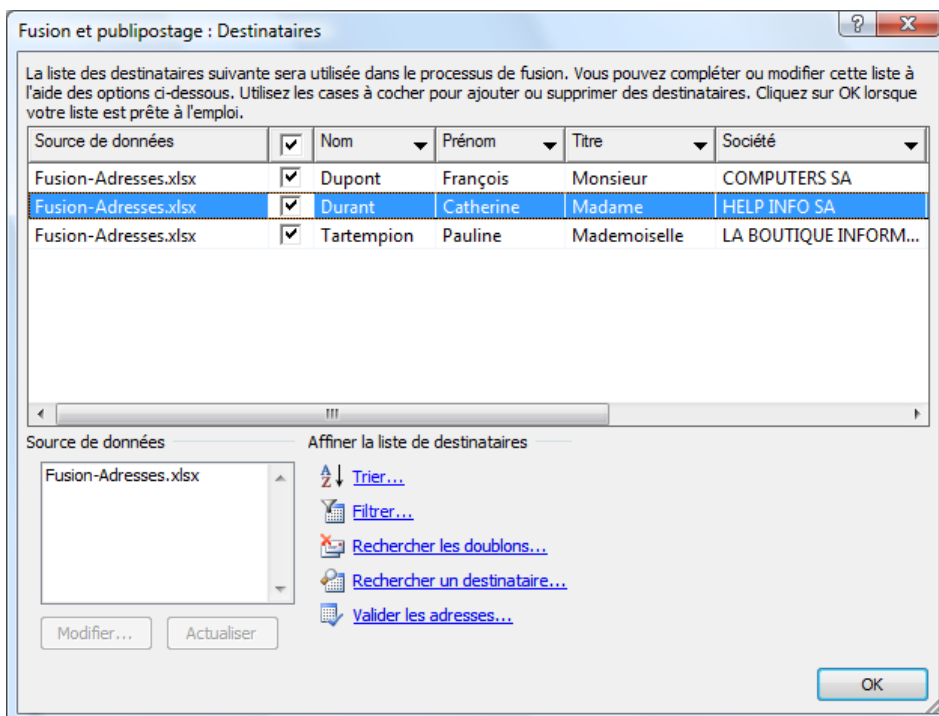 Fusion et publipostage : Destinataires
La liste des destinataires suivante sera utilisée dans le processus de fusion. Vous pouvez compléter ou modifier cette liste à
l'aide des options ci-dessous. Utilisez les cases à cocher pour ajouter ou supprimer des destinataires. Cliquez sur OK lorsque
votre liste est prête à l'emploi.
Source de données Nom Prénom Titre Société
Fusion-Adresses.xlsx Dupont François Monsieur COMPUTERS SA
Fusion-Adresses.xlsx Durant Catherine Madame HELP INFO SA
Fusion-Adresses.xlsx Tartempion Pauline Mademoiselle LA BOUTIQUE INFORM...
Source de données Affiner la liste de destinataires
Fusion-Adresses.xlsx
Trier...
Filtrer...
Rechercher les doublons...
Rechercher un destinataire...
Valider les adresses...
Modifier... Actualiser
OK